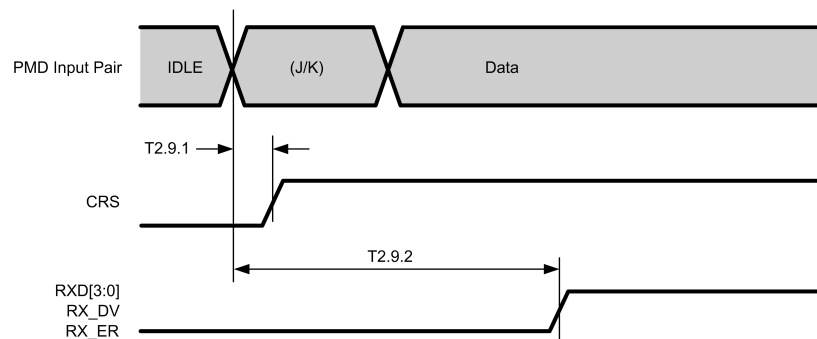 PMD Input Pair
IDLE
(J/K)
Data
T2.9.1
CRS
T2.9.2
RXD[3:0]
RX_DV
RX_ER